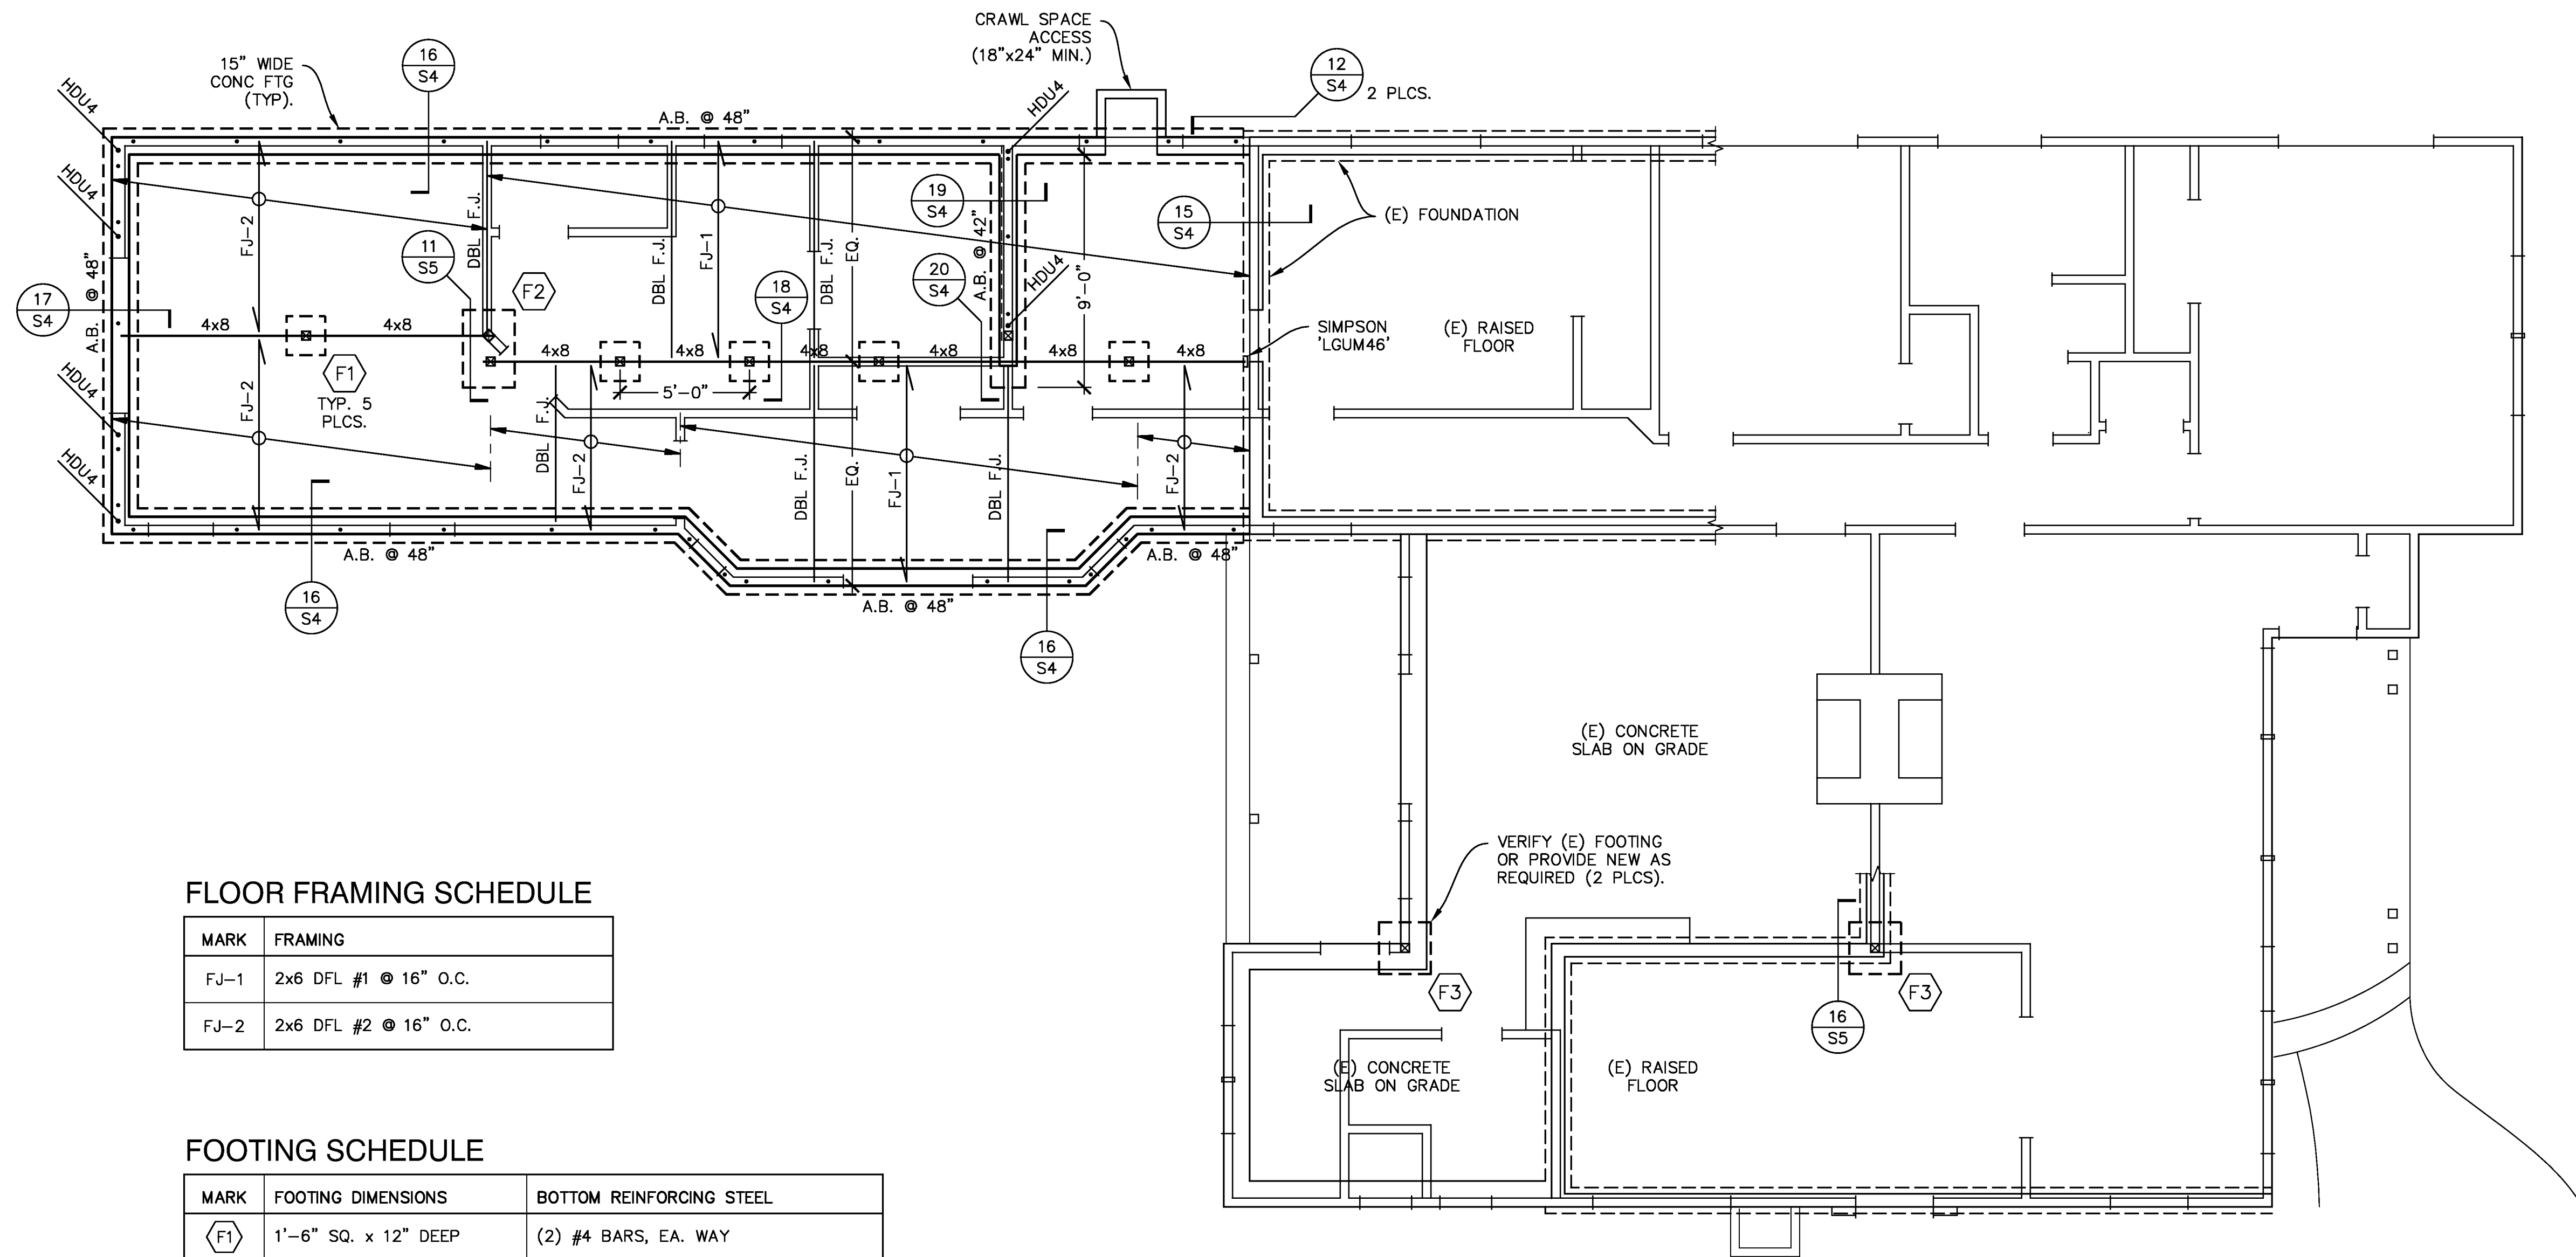 CRAWL SPACE
ACCESS
(18"x24" MIN.)
15" WIDE
CONC FTG
(TYP).
16
S4
12
S4
2 PLCS.
HDU4
HDU4
A.B. @ 48"
HDU4
HDU4
HDU4
HDU4
A.B. @ 48"
FJ-2
DBL F.J.
DBL F.J.
FJ-1
DBL F.J.
EQ.
19
S4
A.B. @ 42"
9'-0"
15
S4
(E) FOUNDATION
11
S5
F2
18
S4
20
S4
17
S4
4x8
4x8
4x8
4x8
4x8
4x8
4x8
4x8
SIMPSON
'LGUM46'
(E) RAISED
FLOOR
F1
TYP. 5
PLCS.
5'-0"
FJ-2
DBL F.J.
FJ-2
DBL F.J.
EQ.
FJ-1
DBL F.J.
FJ-2
A.B. @ 48"
A.B. @ 48"
A.B. @ 48"
16
S4
16
S4
(E) CONCRETE
SLAB ON GRADE
VERIFY (E) FOOTING
OR PROVIDE NEW AS
REQUIRED (2 PLCS).
F3
F3
16
S5
(E) CONCRETE
SLAB ON GRADE
(E) RAISED
FLOOR
FLOOR FRAMING SCHEDULE
MARK FRAMING
FJ-1 2x6 DFL #1 @ 16" O.C.
FJ-2 2x6 DFL #2 @ 16" O.C.
FOOTING SCHEDULE
MARK FOOTING DIMENSIONS BOTTOM REINFORCING STEEL
F1 1'-6" SQ. x 12" DEEP (2) #4 BARS, EA. WAY